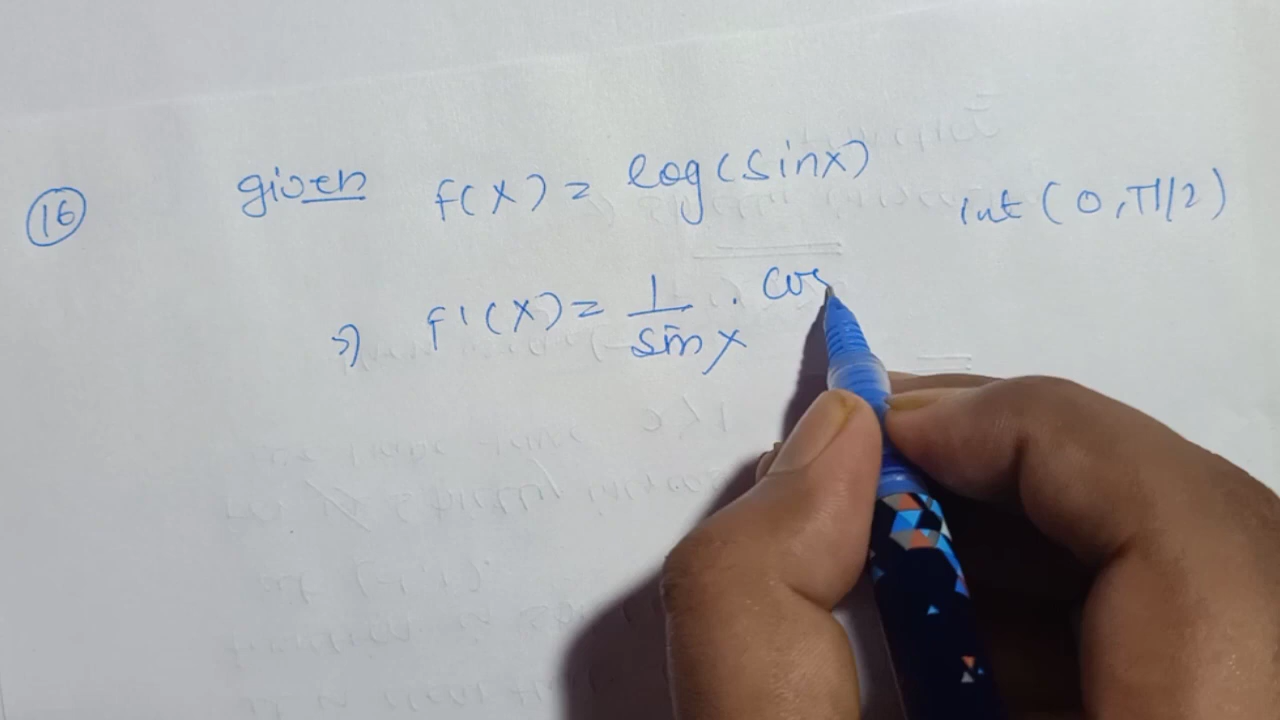 (16) given f(x) = log(sinx) int (0, π/2)
⇒ f'(x) = 1/sinx . cos